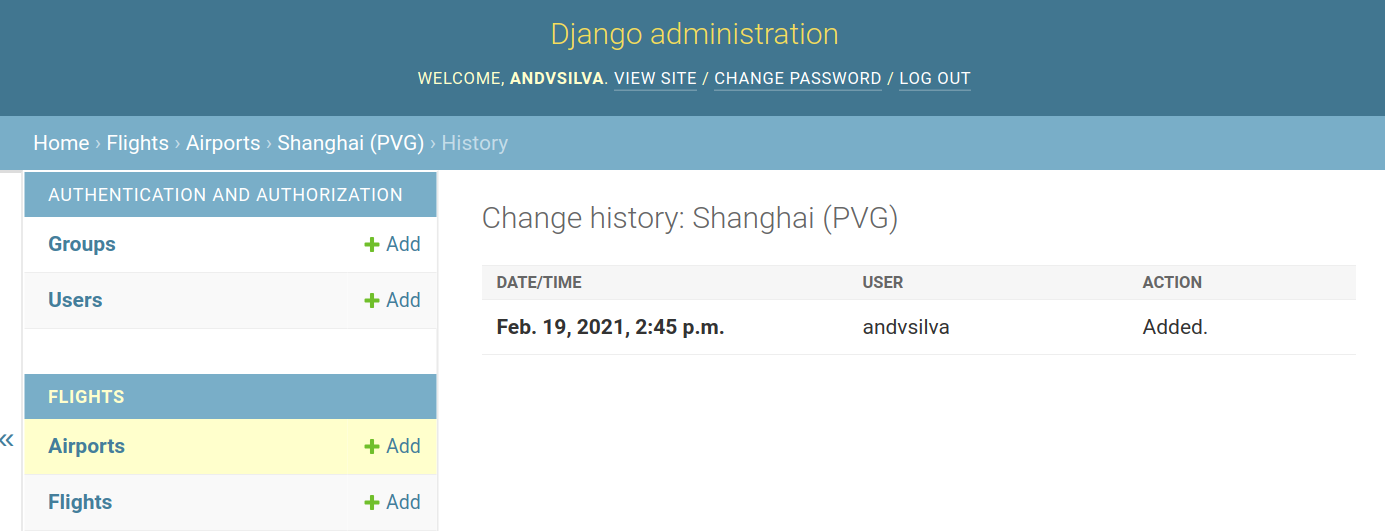 Django administration
WELCOME, ANDVSILVA. VIEW SITE / CHANGE PASSWORD / LOG OUT
Home › Flights › Airports › Shanghai (PVG) › History
AUTHENTICATION AND AUTHORIZATION
Groups + Add
Users + Add
FLIGHTS
Airports + Add
Flights + Add
«
Change history: Shanghai (PVG)
DATE/TIME USER ACTION
Feb. 19, 2021, 2:45 p.m. andvsilva Added.